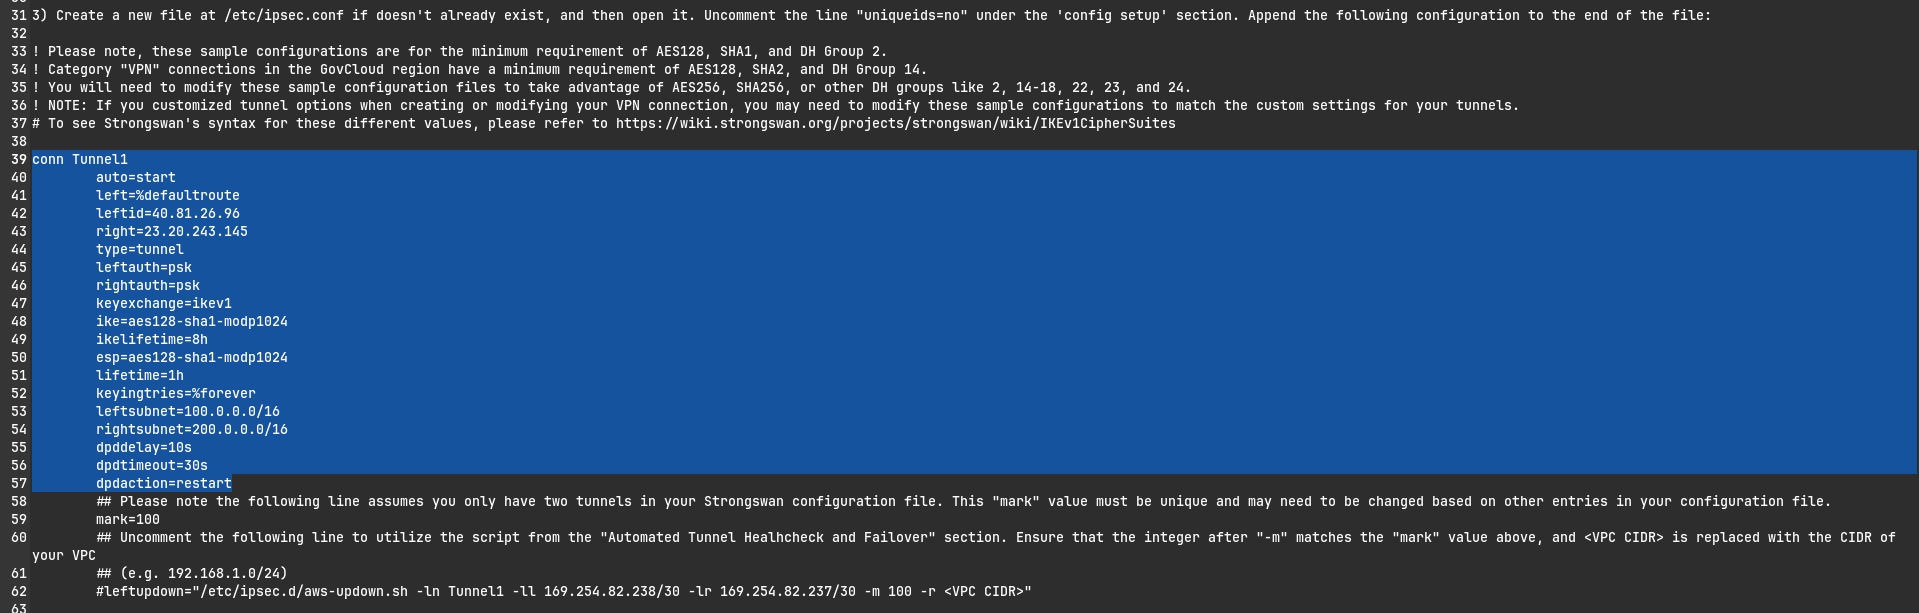 31 3) Create a new file at /etc/ipsec.conf if doesn't already exist, and then open it. Uncomment the line "uniqueids=no" under the 'config setup' section. Append the following configuration to the end of the file:
32
33 ! Please note, these sample configurations are for the minimum requirement of AES128, SHA1, and DH Group 2.
34 ! Category "VPN" connections in the GovCloud region have a minimum requirement of AES128, SHA2, and DH Group 14.
35 ! You will need to modify these sample configuration files to take advantage of AES256, SHA256, or other DH groups like 2, 14-18, 22, 23, and 24.
36 ! NOTE: If you customized tunnel options when creating or modifying your VPN connection, you may need to modify these sample configurations to match the custom settings for your tunnels.
37 # To see Strongswan's syntax for these different values, please refer to https://wiki.strongswan.org/projects/strongswan/wiki/IKEv1CipherSuites
38
39 conn Tunnel1
40 auto=start
41 left=%defaultroute
42 leftid=40.81.26.96
43 right=23.20.243.145
44 type=tunnel
45 leftauth=psk
46 rightauth=psk
47 keyexchange=ikev1
48 ike=aes128-sha1-modp1024
49 ikelifetime=8h
50 esp=aes128-sha1-modp1024
51 lifetime=1h
52 keyingtries=%forever
53 leftsubnet=100.0.0.0/16
54 rightsubnet=200.0.0.0/16
55 dpddelay=10s
56 dpdtimeout=30s
57 dpdaction=restart
58 ## Please note the following line assumes you only have two tunnels in your Strongswan configuration file. This "mark" value must be unique and may need to be changed based on other entries in your configuration file.
59 mark=100
60 ## Uncomment the following line to utilize the script from the "Automated Tunnel Healhcheck and Failover" section. Ensure that the integer after "-m" matches the "mark" value above, and <VPC CIDR> is replaced with the CIDR of
your VPC
61 ## (e.g. 192.168.1.0/24)
62 #leftupdown="/etc/ipsec.d/aws-updown.sh -ln Tunnel1 -ll 169.254.82.238/30 -lr 169.254.82.237/30 -m 100 -r <VPC CIDR>"
63